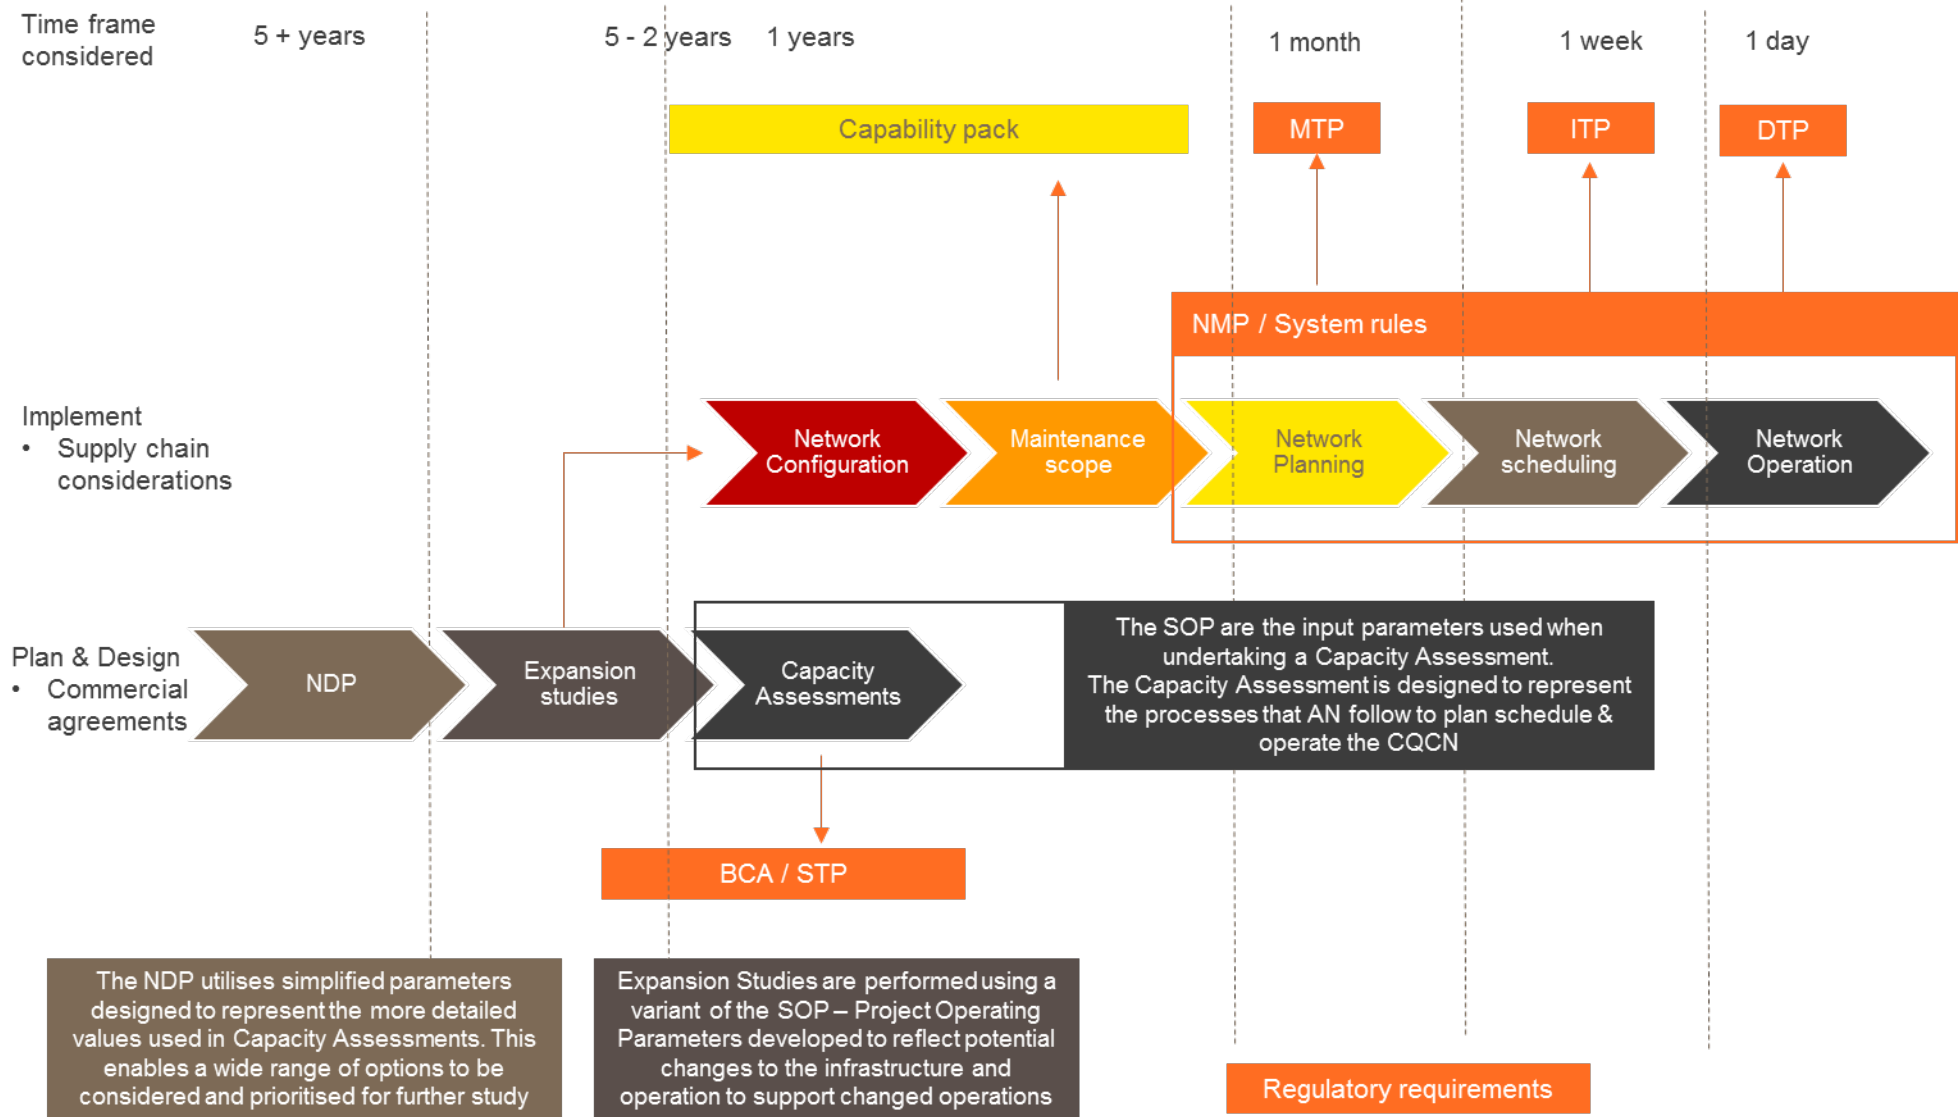 Time frame
considered
5 + years
5 - 2 years
1 years
1 month
1 week
1 day
Capability pack
MTP
ITP
DTP
NMP / System rules
Implement
• Supply chain
considerations
Network
Configuration
Maintenance
scope
Network
Planning
Network
scheduling
Network
Operation
Plan & Design
• Commercial
agreements
NDP
Expansion
studies
Capacity
Assessments
The SOP are the input parameters used when
undertaking a Capacity Assessment.
The Capacity Assessment is designed to represent
the processes that AN follow to plan schedule &
operate the CQCN
BCA / STP
The NDP utilises simplified parameters
designed to represent the more detailed
values used in Capacity Assessments. This
enables a wide range of options to be
considered and prioritised for further study
Expansion Studies are performed using a
variant of the SOP – Project Operating
Parameters developed to reflect potential
changes to the infrastructure and
operation to support changed operations
Regulatory requirements